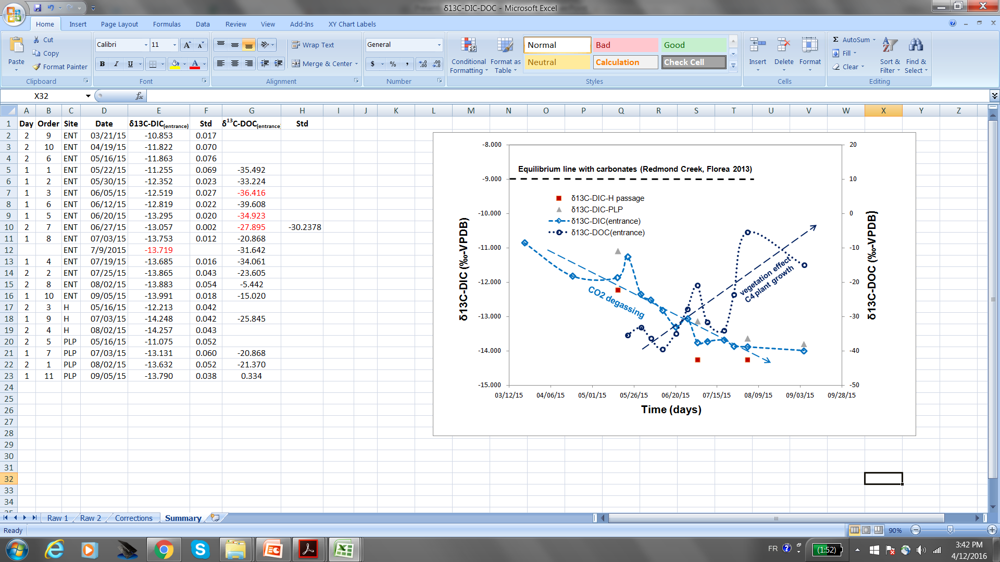 δ13C-DIC-DOC - Microsoft Excel
Home Insert Page Layout Formulas Data Review View Add-Ins XY Chart Labels
Paste
Cut
Copy
Format Painter
Clipboard
Calibri 11
B I U
Font
Wrap Text
Merge & Center
Alignment
General
$ % ,
Number
Conditional Formatting
Format as Table
Normal Bad Good
Neutral Calculation Check Cell
Styles
Insert Delete Format
Cells
Σ AutoSum
Fill
Clear
Sort & Filter
Find & Select
Editing
X32 fx
A B C D E F G H I J K L M N O P Q R S T U V W X Y Z
1 Day Order Site Date δ13C-DIC(entrance) Std δ13C-DOC(entrance) Std
2 2 9 ENT 03/21/15 -10.853 0.017
3 2 10 ENT 04/19/15 -11.822 0.070
4 2 6 ENT 05/16/15 -11.863 0.076
5 1 1 ENT 05/22/15 -11.255 0.069 -35.492
6 1 2 ENT 05/30/15 -12.352 0.023 -33.224
7 1 3 ENT 06/05/15 -12.519 0.027 -36.416
8 1 6 ENT 06/12/15 -12.819 0.022 -39.608
9 1 5 ENT 06/20/15 -13.295 0.020 -34.923
10 2 7 ENT 06/27/15 -13.057 0.002 -27.895 -30.2378
11 1 8 ENT 07/03/15 -13.753 0.012 -20.868
12 ENT 7/9/2015 -13.719 -31.642
13 1 4 ENT 07/19/15 -13.685 0.016 -34.061
14 2 2 ENT 07/25/15 -13.865 0.043 -23.605
15 2 8 ENT 08/02/15 -13.883 0.054 -5.442
16 1 10 ENT 09/05/15 -13.991 0.018 -15.020
17 2 3 H 05/16/15 -12.213 0.042
18 1 9 H 07/03/15 -14.248 0.042 -25.845
19 2 4 H 08/02/15 -14.257 0.043
20 2 5 PLP 05/16/15 -11.075 0.052
21 1 7 PLP 07/03/15 -13.131 0.060 -20.868
22 2 1 PLP 08/02/15 -13.632 0.052 -21.370
23 1 11 PLP 09/05/15 -13.790 0.038 0.334
24
25
26
27
28
29
30
31
32
33
34
-8.000
-9.000
-10.000
-11.000
-12.000
-13.000
-14.000
-15.000
δ13C-DIC (‰-VPDB)
Equilibrium line with carbonates (Redmond Creek, Florea 2013)
δ13C-DIC-H passage
δ13C-DIC-PLP
δ13C-DIC(entrance)
δ13C-DOC(entrance)
CO2 degassing
vegetation effect
C4 plant growth
20
10
0
-10
-20
-30
-40
-50
δ13C-DOC (‰-VPDB)
03/12/15 04/06/15 05/01/15 05/26/15 06/20/15 07/15/15 08/09/15 09/03/15 09/28/15
Time (days)
Raw 1 Raw 2 Corrections Summary
Ready
90%
FR
(1:52)
3:42 PM
4/12/2016